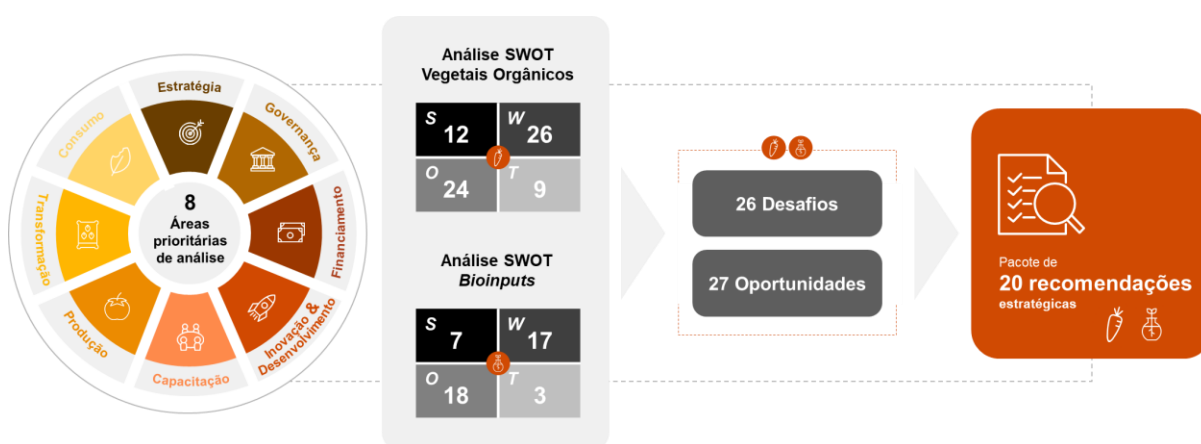 Estratégia
Governança
Financiamento
Inovação &
Desenvolvimento
Capacitação
Produção
Transformação
Consumo
8
Áreas
prioritárias
de análise
Análise SWOT
Vegetais Orgânicos
S 12
W 26
O 24
T 9
Análise SWOT
Bioinputs
S 7
W 17
O 18
T 3
26 Desafios
27 Oportunidades
Pacote de
20 recomendações
estratégicas